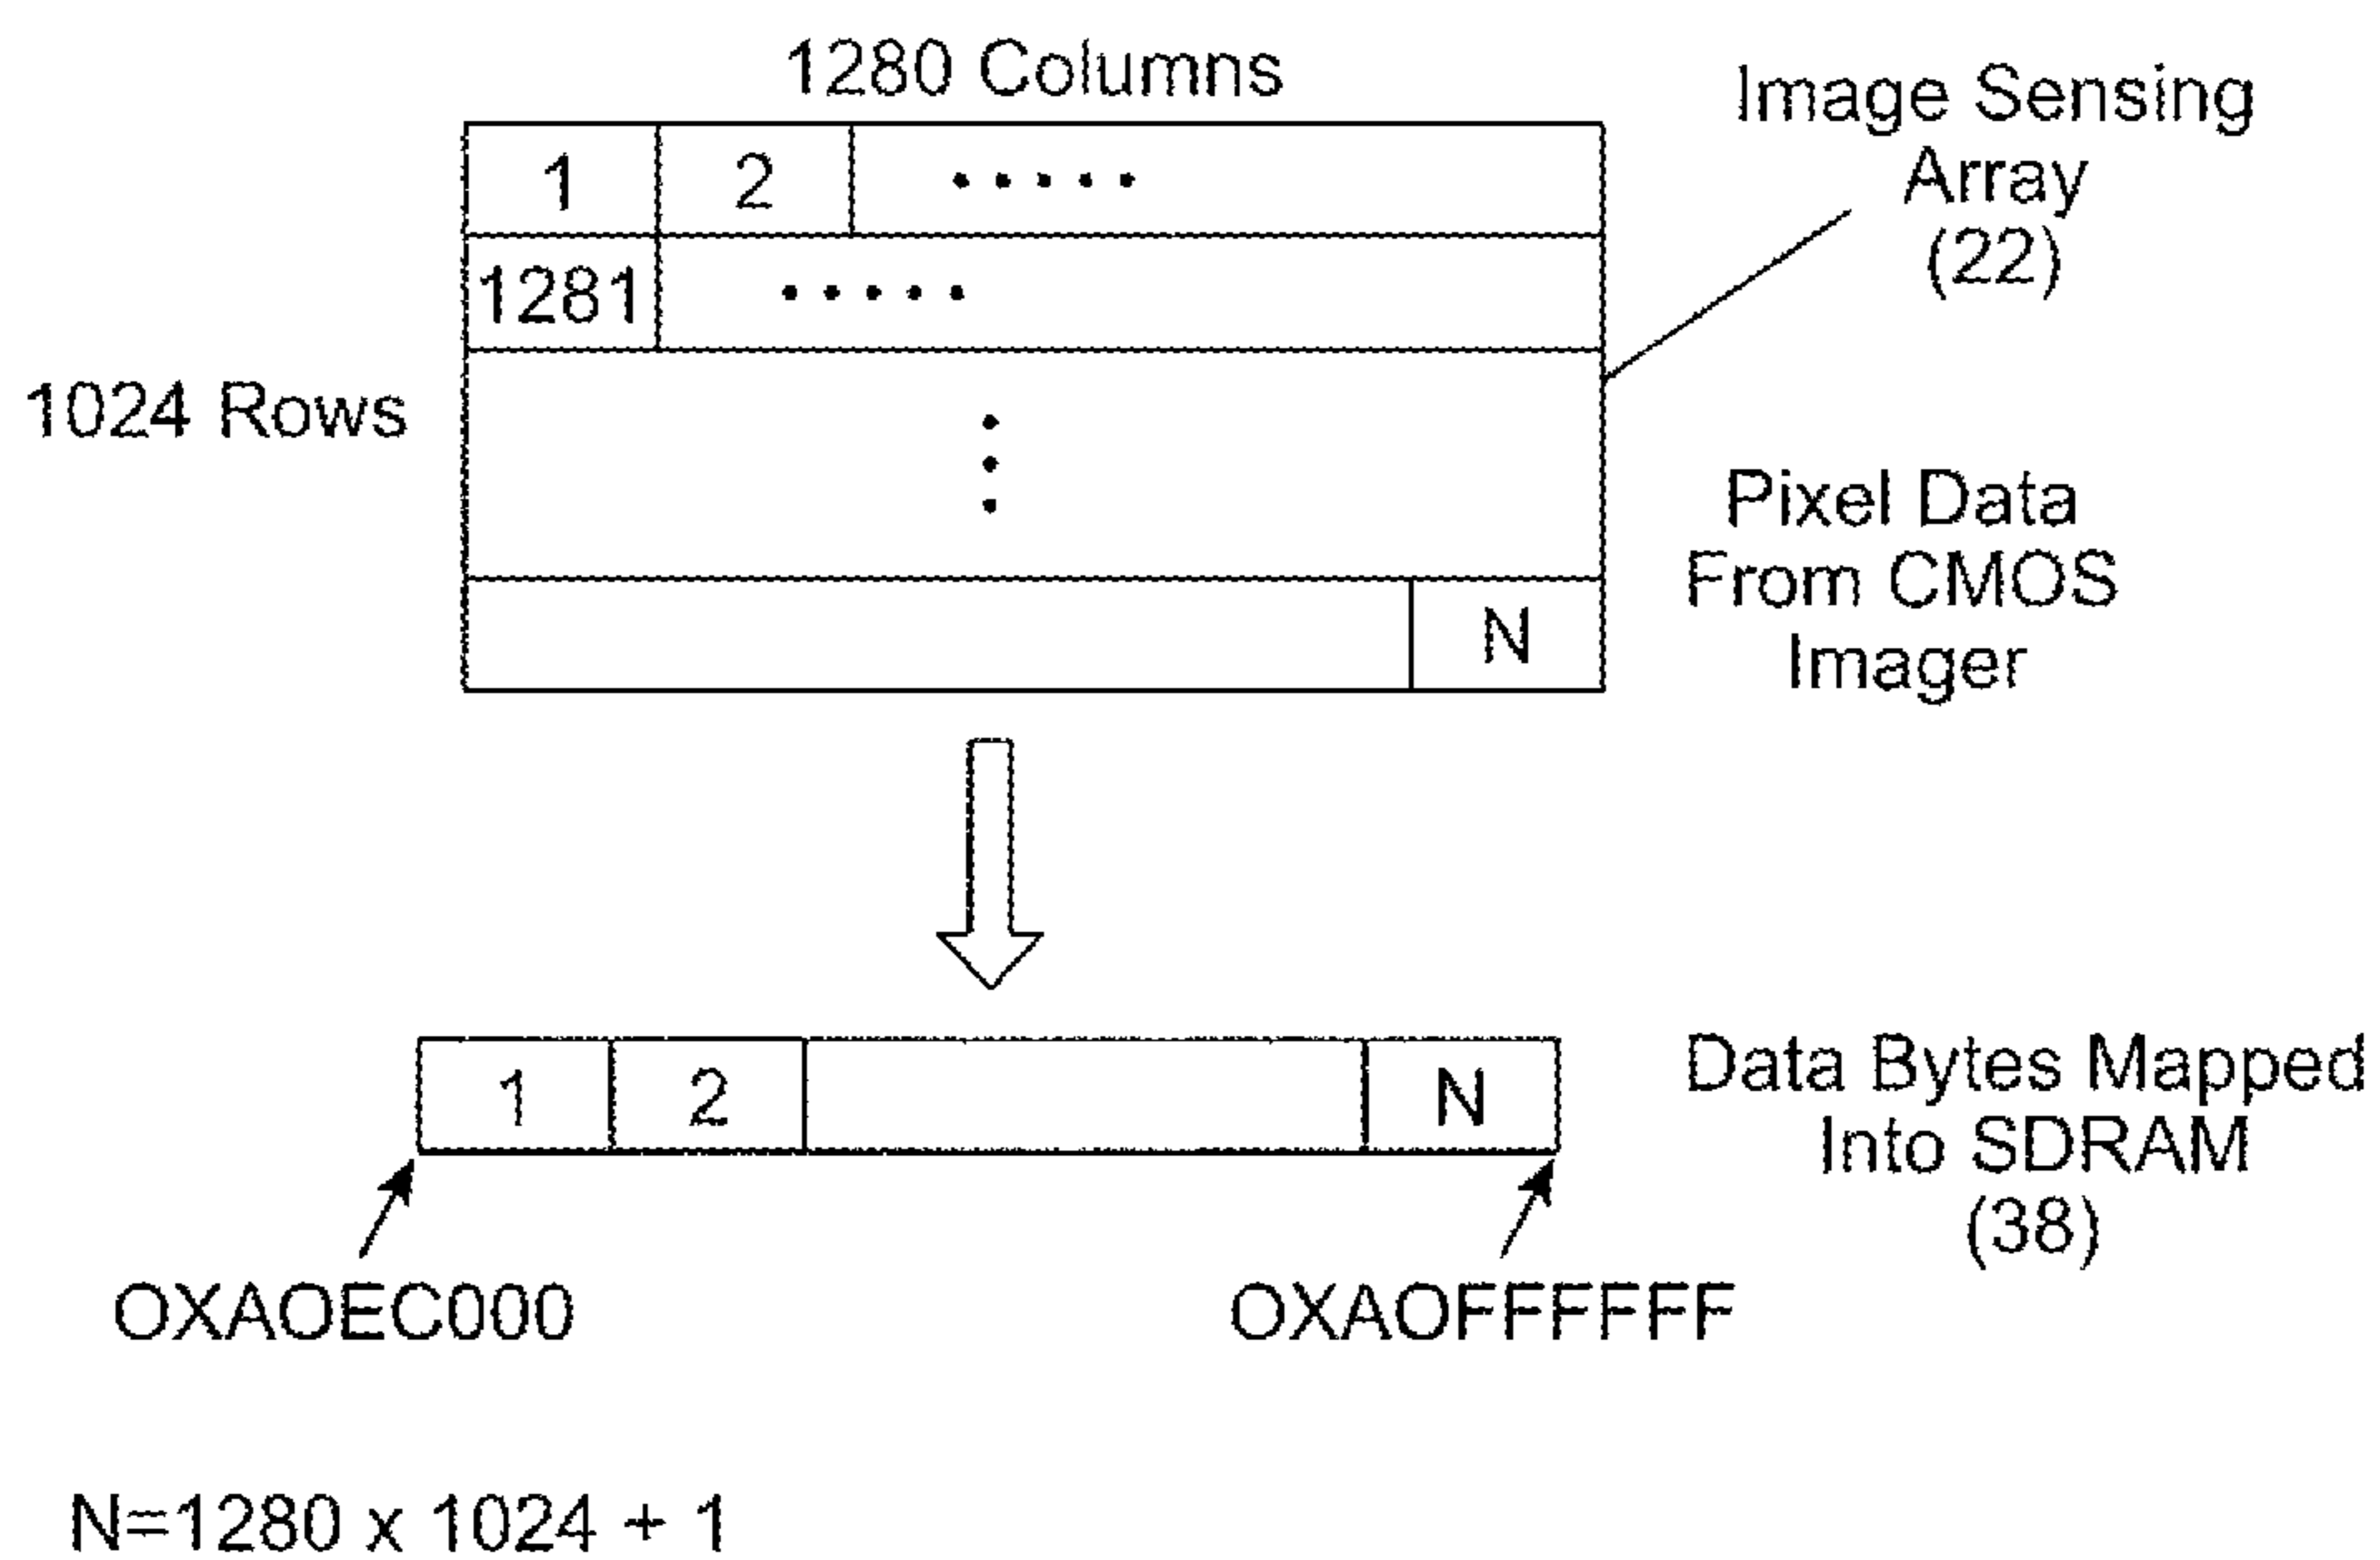 1280 Columns
Image Sensing
Array
(22)
1 2 .....
1281 .....
1024 Rows
Pixel Data
From CMOS
Imager
N
1 2 N
Data Bytes Mapped
Into SDRAM
(38)
OXAOEC000
OXAOFFFFFF
N=1280 x 1024 + 1